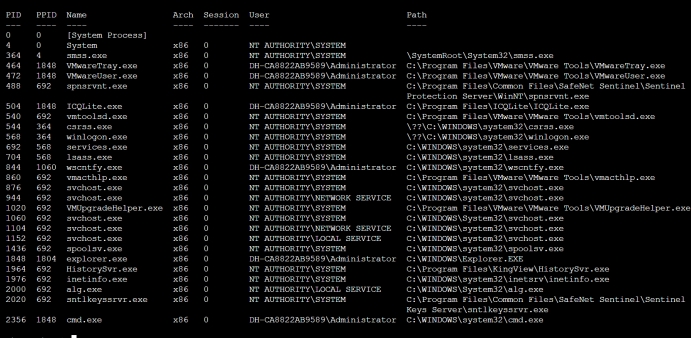 PID PPID Name Arch Session User Path
--- ---- ---- ---- ------- ---- ----
0 0 [System Process]
4 0 System x86 0 NT AUTHORITY\SYSTEM
364 4 smss.exe x86 0 NT AUTHORITY\SYSTEM \SystemRoot\System32\smss.exe
464 1848 VMwareTray.exe x86 0 DH-CA8822AB9589\Administrator C:\Program Files\VMware\VMware Tools\VMwareTray.exe
472 1848 VMwareUser.exe x86 0 DH-CA8822AB9589\Administrator C:\Program Files\VMware\VMware Tools\VMwareUser.exe
488 692 spnsrvnt.exe x86 0 NT AUTHORITY\SYSTEM C:\Program Files\Common Files\SafeNet Sentinel\Sentinel
Protection Server\WinNT\spnsrvnt.exe
504 1848 ICQLite.exe x86 0 DH-CA8822AB9589\Administrator C:\Program Files\ICQLite\ICQLite.exe
540 692 vmtoolsd.exe x86 0 NT AUTHORITY\SYSTEM C:\Program Files\VMware\VMware Tools\vmtoolsd.exe
544 364 csrss.exe x86 0 NT AUTHORITY\SYSTEM \??\C:\WINDOWS\system32\csrss.exe
568 364 winlogon.exe x86 0 NT AUTHORITY\SYSTEM \??\C:\WINDOWS\system32\winlogon.exe
692 568 services.exe x86 0 NT AUTHORITY\SYSTEM C:\WINDOWS\system32\services.exe
704 568 lsass.exe x86 0 NT AUTHORITY\SYSTEM C:\WINDOWS\system32\lsass.exe
844 1060 wscntfy.exe x86 0 DH-CA8822AB9589\Administrator C:\WINDOWS\system32\wscntfy.exe
860 692 vmacthlp.exe x86 0 NT AUTHORITY\SYSTEM C:\Program Files\VMware\VMware Tools\vmacthlp.exe
876 692 svchost.exe x86 0 NT AUTHORITY\SYSTEM C:\WINDOWS\system32\svchost.exe
944 692 svchost.exe x86 0 NT AUTHORITY\NETWORK SERVICE C:\WINDOWS\system32\svchost.exe
1020 692 VMUpgradeHelper.exe x86 0 NT AUTHORITY\SYSTEM C:\Program Files\VMware\VMware Tools\VMUpgradeHelper.exe
1060 692 svchost.exe x86 0 NT AUTHORITY\SYSTEM C:\WINDOWS\System32\svchost.exe
1104 692 svchost.exe x86 0 NT AUTHORITY\NETWORK SERVICE C:\WINDOWS\system32\svchost.exe
1152 692 svchost.exe x86 0 NT AUTHORITY\LOCAL SERVICE C:\WINDOWS\system32\svchost.exe
1436 692 spoolsv.exe x86 0 NT AUTHORITY\SYSTEM C:\WINDOWS\system32\spoolsv.exe
1848 1804 explorer.exe x86 0 DH-CA8822AB9589\Administrator C:\WINDOWS\Explorer.EXE
1964 692 HistorySvr.exe x86 0 NT AUTHORITY\SYSTEM C:\Program Files\KingView\HistorySvr.exe
1976 692 inetinfo.exe x86 0 NT AUTHORITY\SYSTEM C:\WINDOWS\system32\inetsrv\inetinfo.exe
2000 692 alg.exe x86 0 NT AUTHORITY\LOCAL SERVICE C:\WINDOWS\System32\alg.exe
2020 692 sntlkeyssrvr.exe x86 0 NT AUTHORITY\SYSTEM C:\Program Files\Common Files\SafeNet Sentinel\Sentinel
Keys Server\sntlkeyssrvr.exe
2356 1848 cmd.exe x86 0 DH-CA8822AB9589\Administrator C:\WINDOWS\system32\cmd.exe